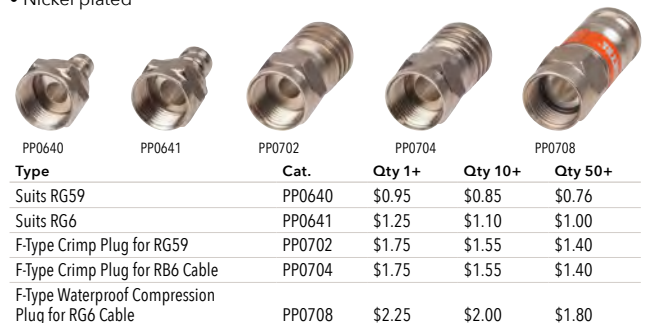 • Nickel plated
PP0640 PP0641 PP0702 PP0704 PP0708
Type Cat. Qty 1+ Qty 10+ Qty 50+
Suits RG59 PP0640 $0.95 $0.85 $0.76
Suits RG6 PP0641 $1.25 $1.10 $1.00
F-Type Crimp Plug for RG59 PP0702 $1.75 $1.55 $1.40
F-Type Crimp Plug for RB6 Cable PP0704 $1.75 $1.55 $1.40
F-Type Waterproof Compression
Plug for RG6 Cable PP0708 $2.25 $2.00 $1.80